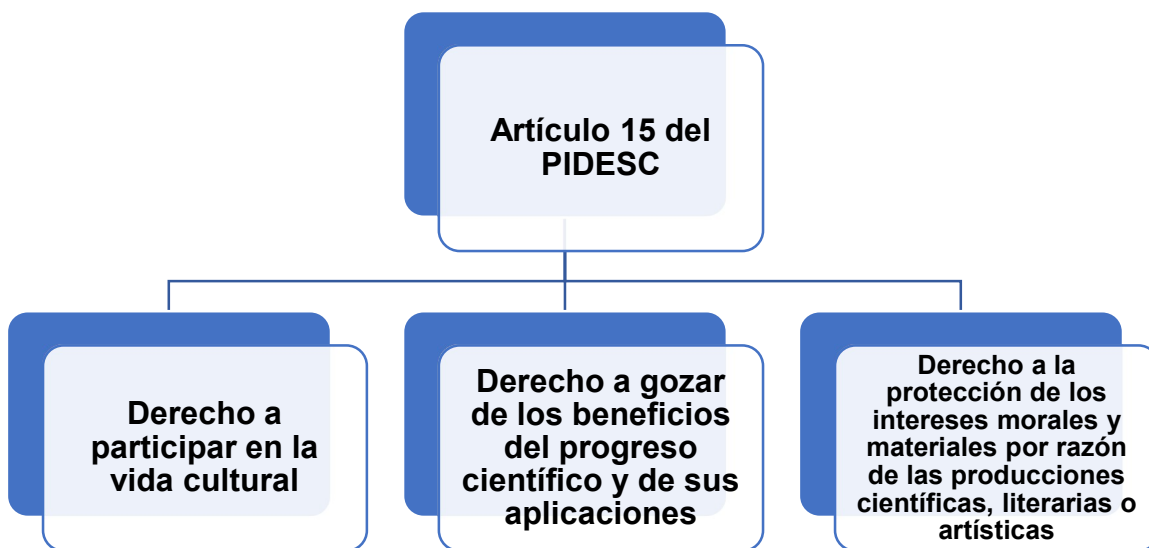 Artículo 15 del
PIDESC
Derecho a
participar en la
vida cultural
Derecho a gozar
de los beneficios
del progreso
científico y de sus
aplicaciones
Derecho a la
protección de los
intereses morales y
materiales por razón
de las producciones
científicas, literarias o
artísticas